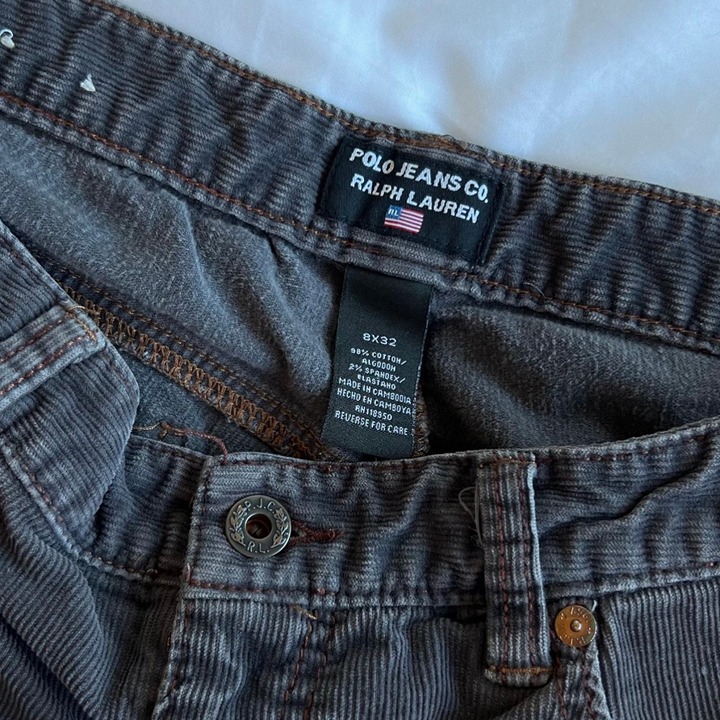 POLO JEANS CO.
RALPH LAUREN
RL
8X32
98% COTTON/
ALGODON
2% SPANDEX/
ELASTANO
MADE IN CAMBODIA
HECHO EN CAMBOYA
RN118950
REVERSE FOR CARE
P.J.C.
R.L.